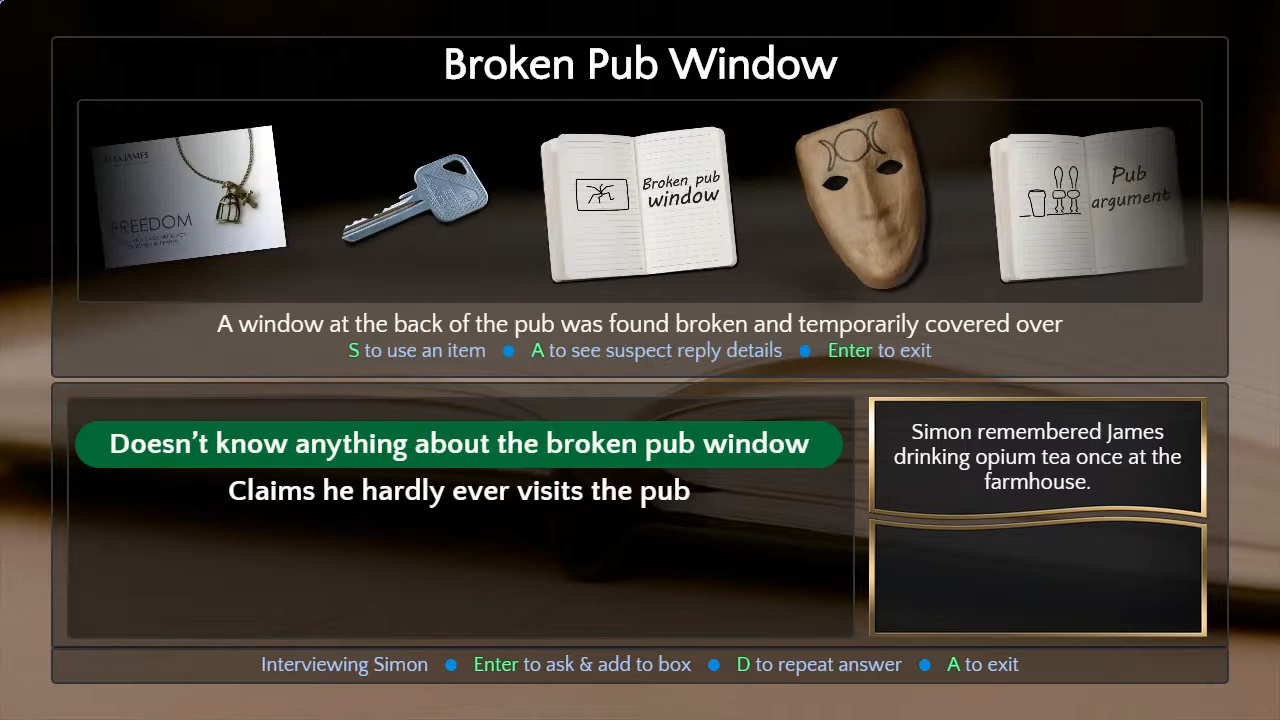 Broken Pub Window
ALEX JAMES
FREEDOM
Broken pub
window
Pub
argument
A window at the back of the pub was found broken and temporarily covered over
S to use an item A to see suspect reply details Enter to exit
Doesn't know anything about the broken pub window
Claims he hardly ever visits the pub
Simon remembered James
drinking opium tea once at the
farmhouse.
Interviewing Simon Enter to ask & add to box D to repeat answer A to exit